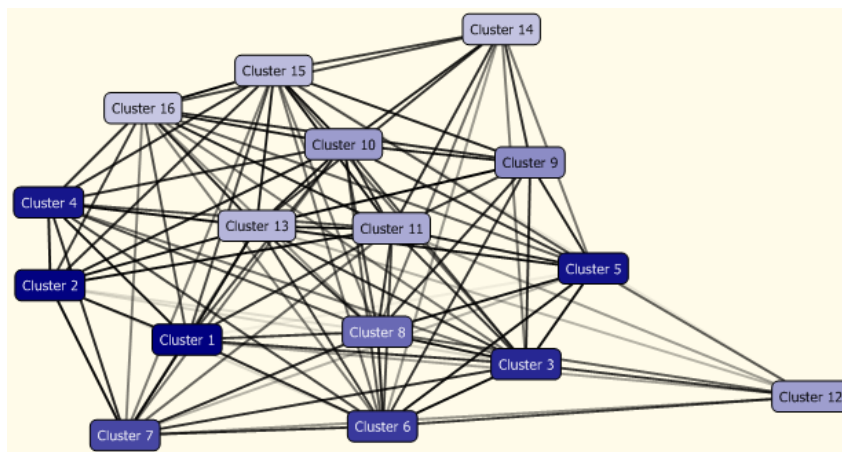 Cluster 14
Cluster 15
Cluster 16
Cluster 10
Cluster 9
Cluster 4
Cluster 13
Cluster 11
Cluster 5
Cluster 2
Cluster 8
Cluster 1
Cluster 3
Cluster 12
Cluster 6
Cluster 7